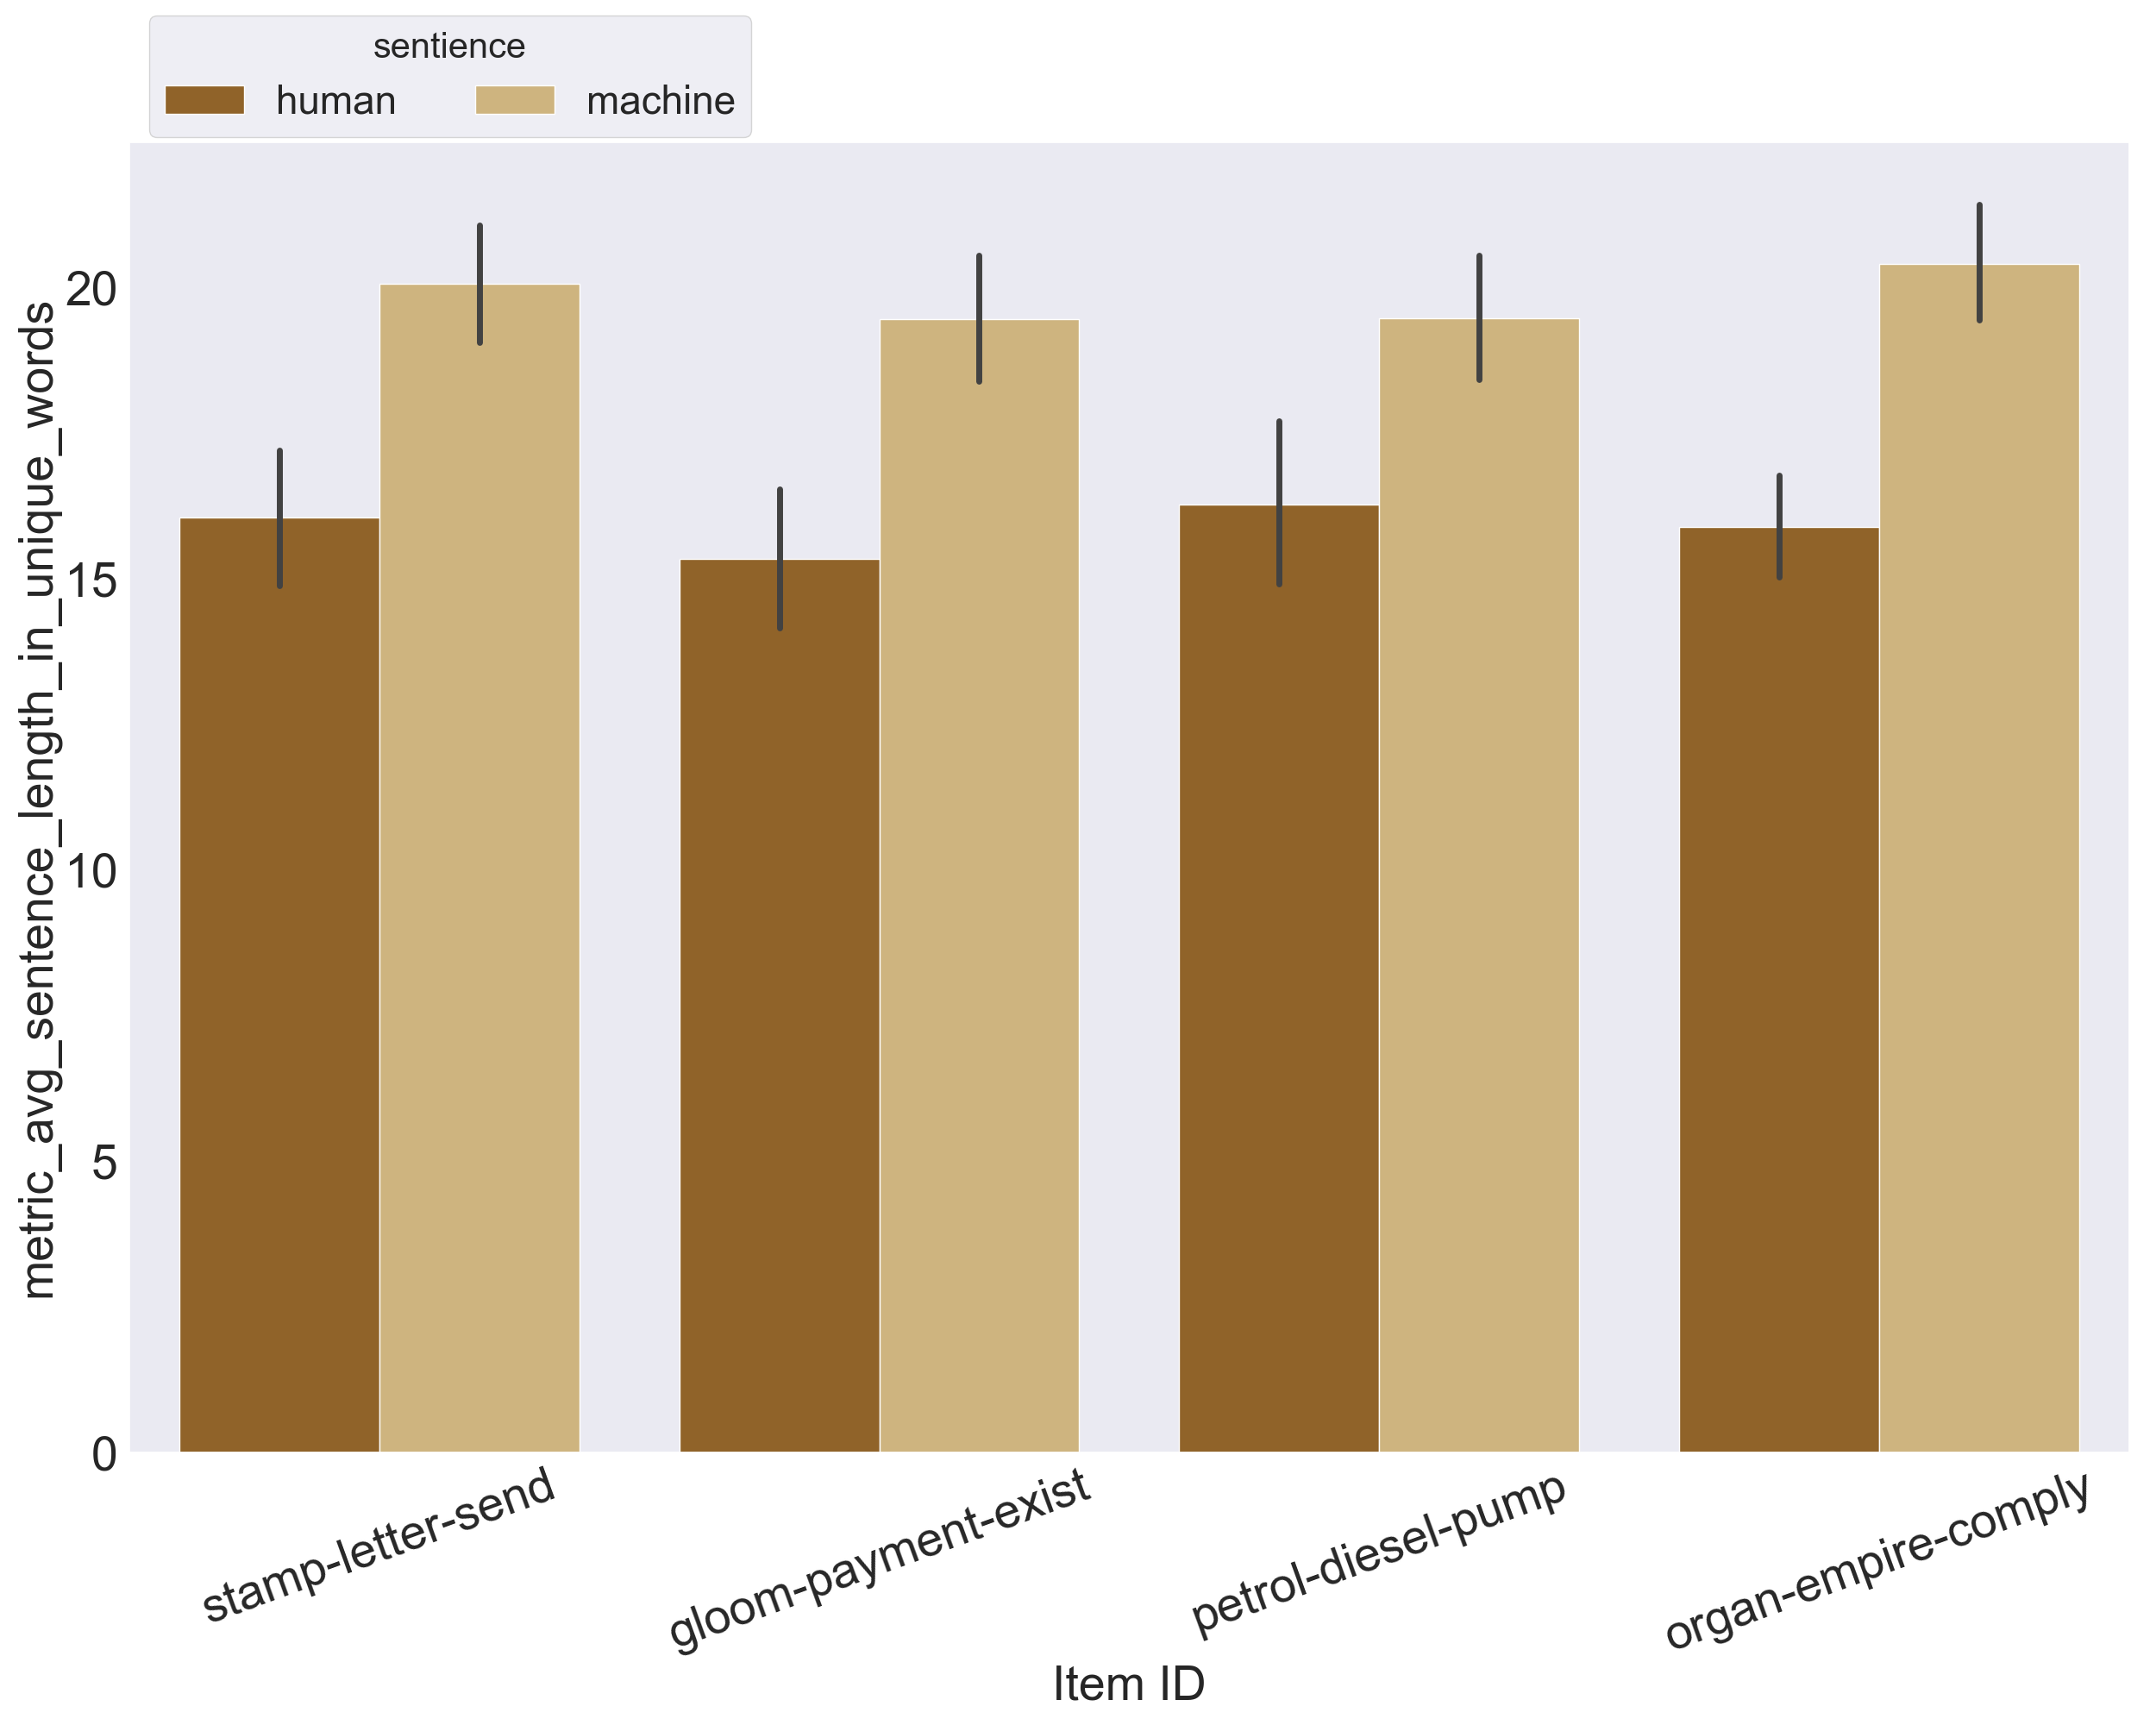 sentience
human machine
metric_avg_sentence_length_in_unique_words
20
15
10
5
0
stamp-letter-send
gloom-payment-exist
petrol-diesel-pump
organ-empire-comply
Item ID